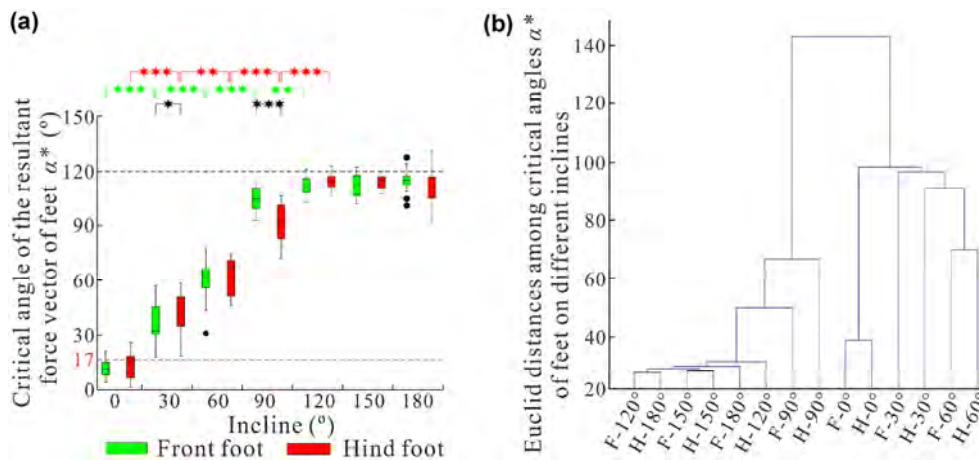 (a)
*** ** *** ***
*** *** *** **
* ***
Critical angle of the resultant
force vector of feet α* (°)
150
120
90
60
30
17
0
0 30 60 90 120 150 180
Incline (°)
Front foot Hind foot
(b)
Euclid distances among critical angles α*
of feet on different inclines
140
120
100
80
60
40
20
F-120°
H-180°
F-150°
H-150°
F-180°
H-120°
F-90°
H-90°
F-0°
H-0°
F-30°
H-30°
F-60°
H-60°